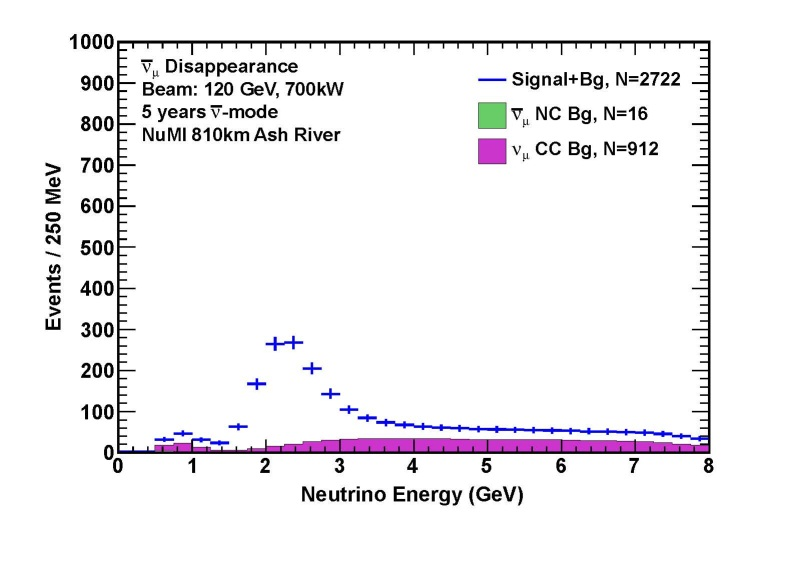 ν̅μ Disappearance
Beam: 120 GeV, 700kW
5 years ν̅-mode
NuMI 810km Ash River
Signal+Bg, N=2722
ν̅μ NC Bg, N=16
νμ CC Bg, N=912
Events / 250 MeV
1000
900
800
700
600
500
400
300
200
100
0
0 1 2 3 4 5 6 7 8
Neutrino Energy (GeV)